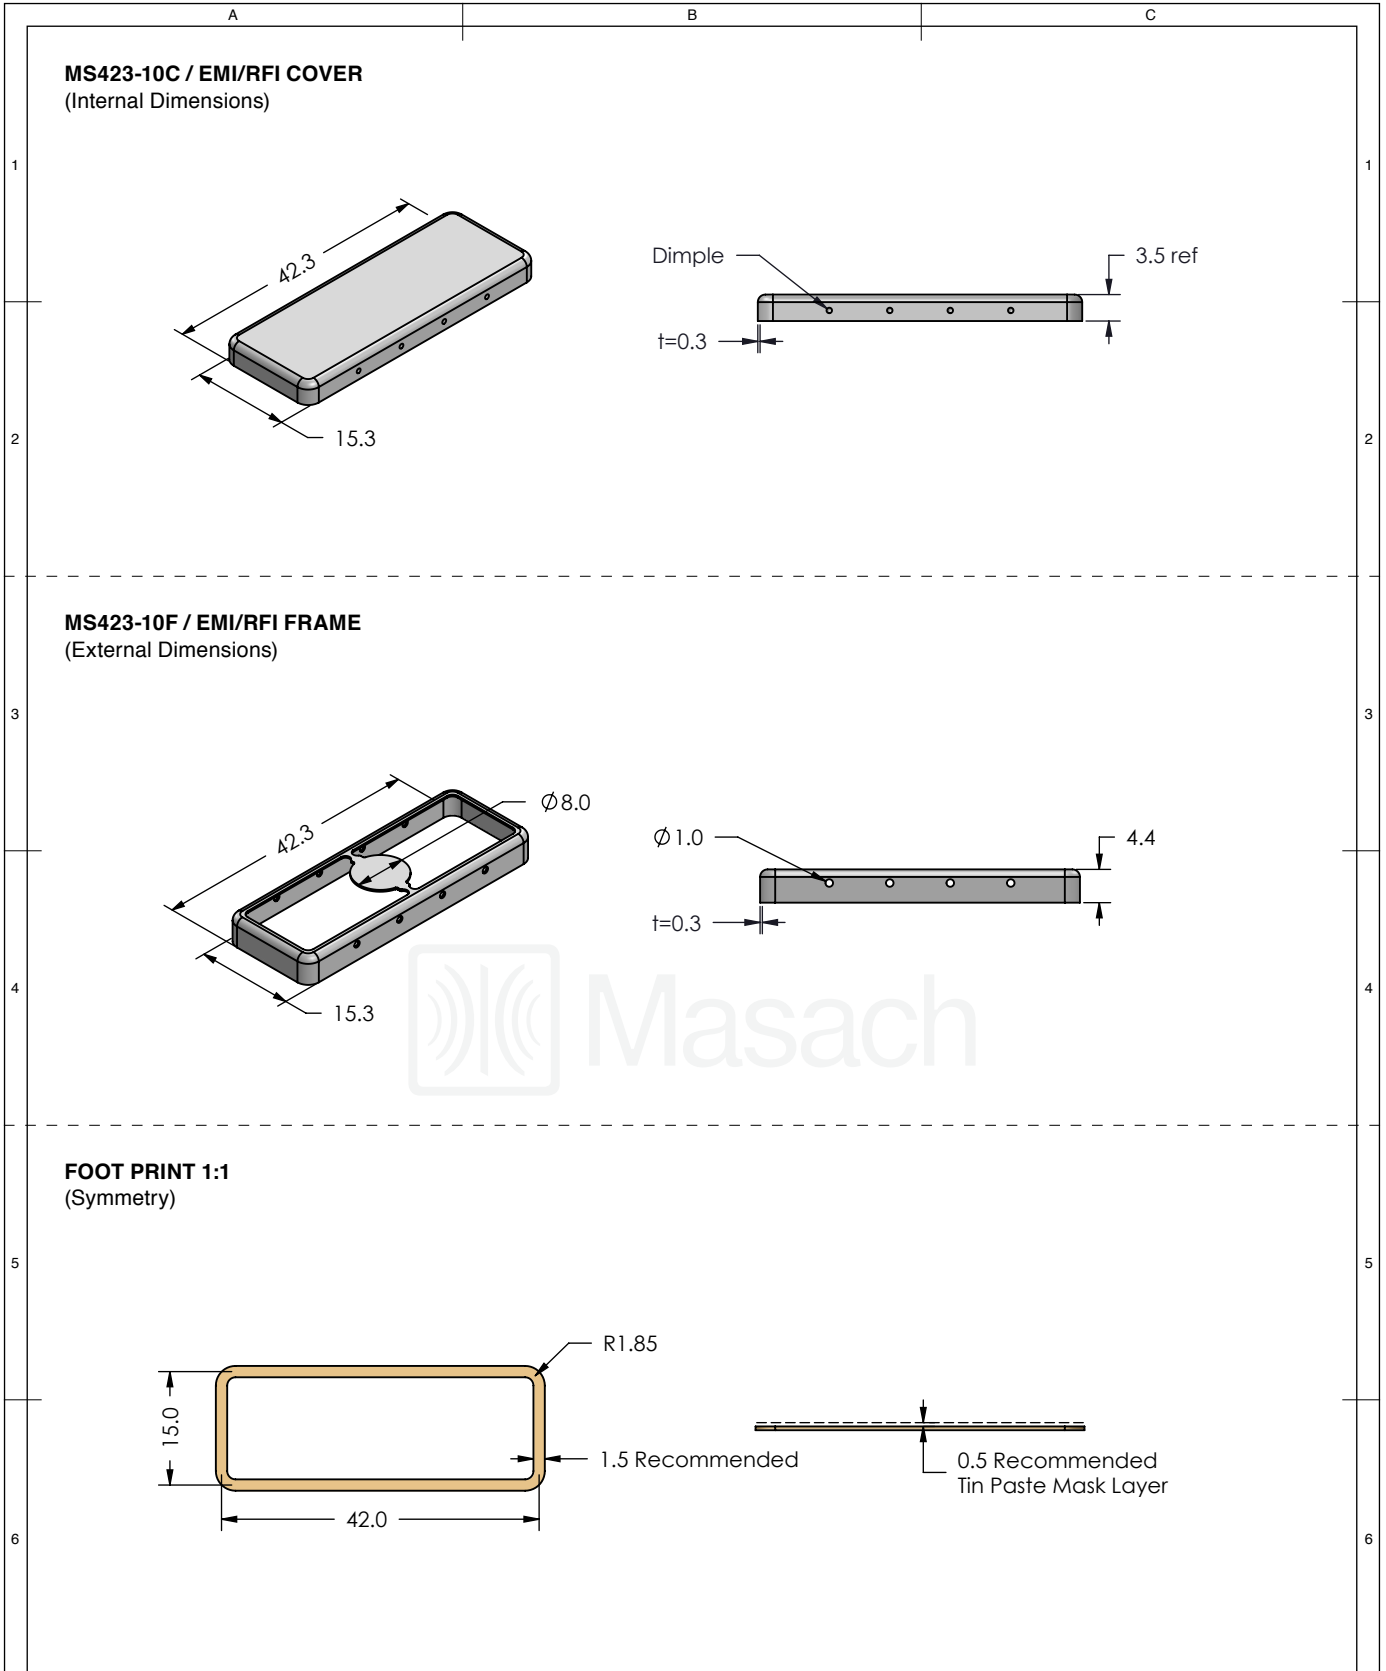 A B C
MS423-10C / EMI/RFI COVER
(Internal Dimensions)
1 1
42.3
15.3
Dimple
3.5 ref
t=0.3
2 2
MS423-10F / EMI/RFI FRAME
(External Dimensions)
3 3
42.3
Ø8.0
15.3
Ø1.0
4.4
t=0.3
4 4
Masach
FOOT PRINT 1:1
(Symmetry)
5 5
R1.85
15.0
1.5 Recommended
42.0
0.5 Recommended
Tin Paste Mask Layer
6 6